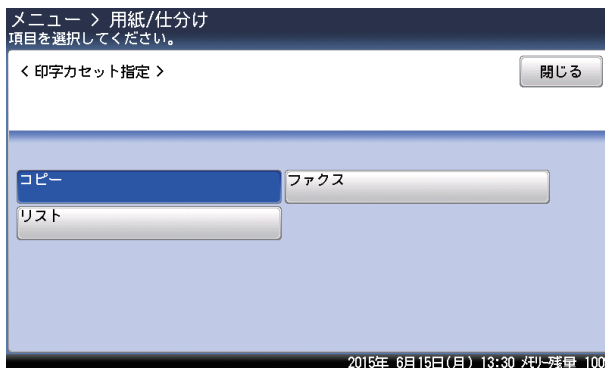 メニュー > 用紙/仕分け
項目を選択してください。
< 印字カセット指定 >
閉じる
コピー
ファクス
リスト
2015年 6月15日(月) 13:30 メモリー残量 100